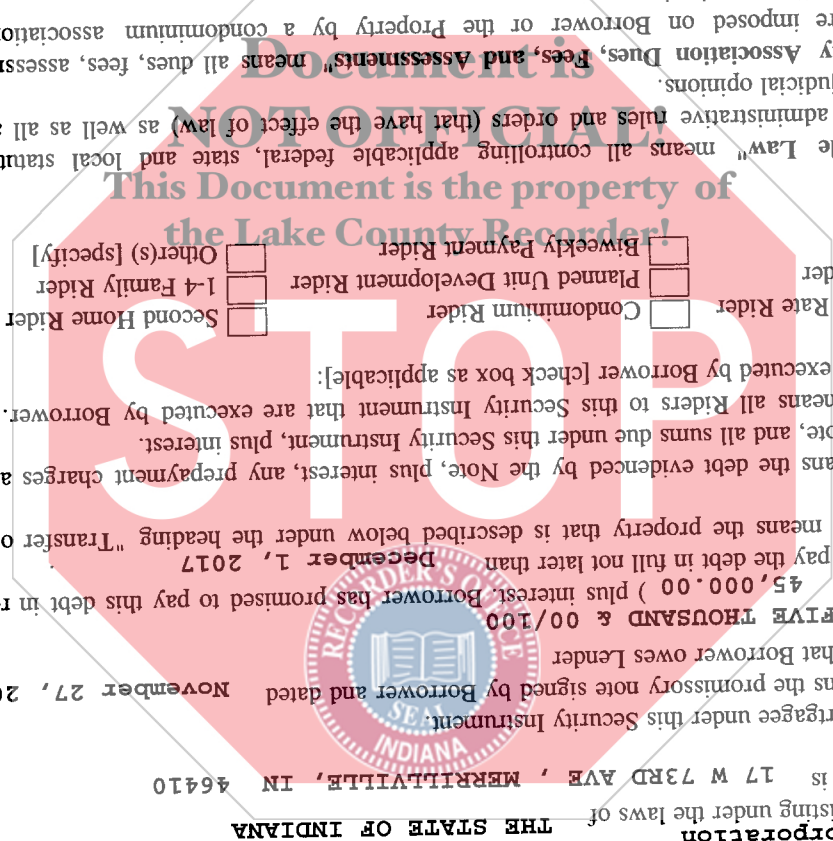 rporation
isting under the laws of THE STATE OF INDIANA
is 17 W 73RD AVE , MERRILLVILLE, IN 46410
rtgagee under this Security Instrument.
ns the promissory note signed by Borrower and dated November 27, 20
hat Borrower owes Lender
FIVE THOUSAND & 00/100
45,000.00 ) plus interest. Borrower has promised to pay this debt in r
pay the debt in full not later than December 1, 2017 .
means the property that is described below under the heading "Transfer o
ans the debt evidenced by the Note, plus interest, any prepayment charges a
ote, and all sums due under this Security Instrument, plus interest.
means all Riders to this Security Instrument that are executed by Borrower.
executed by Borrower [check box as applicable]:
Rate Rider Condominium Rider Second Home Rider
der Planned Unit Development Rider 1-4 Family Rider
Biweekly Payment Rider Other(s) [specify]
le Law" means all controlling applicable federal, state and local statut
administrative rules and orders (that have the effect of law) as well as all a
udicial opinions.
y Association Dues, Fees, and Assessments" means all dues, fees, assess
re imposed on Borrower or the Property by a condominium association
Document is
NOT OFFICIAL!
This Document is the property of
the Lake County Recorder!
STOP
RECORDER'S OFFICE
SEAL
INDIANA